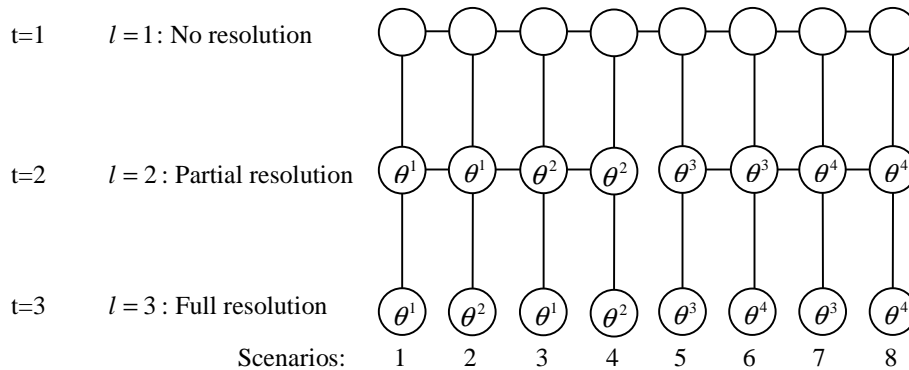 t=1 l = 1 : No resolution
t=2 l = 2 : Partial resolution θ¹ θ¹ θ² θ² θ³ θ³ θ⁴ θ⁴
t=3 l = 3 : Full resolution θ¹ θ² θ¹ θ² θ³ θ⁴ θ³ θ⁴
Scenarios: 1 2 3 4 5 6 7 8